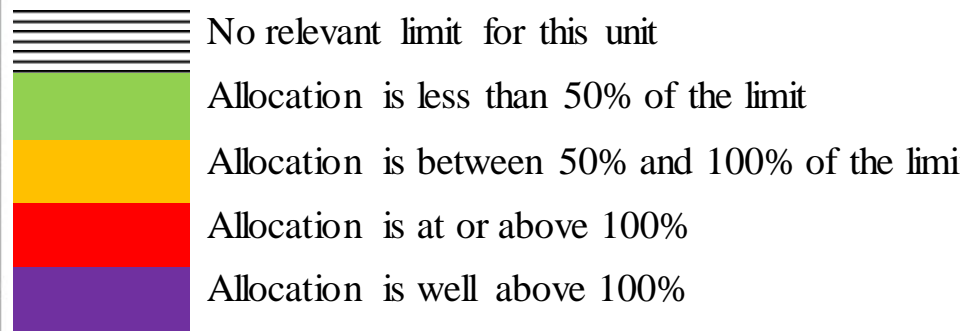 No relevant limit for this unit
Allocation is less than 50% of the limit
Allocation is between 50% and 100% of the limi
Allocation is at or above 100%
Allocation is well above 100%